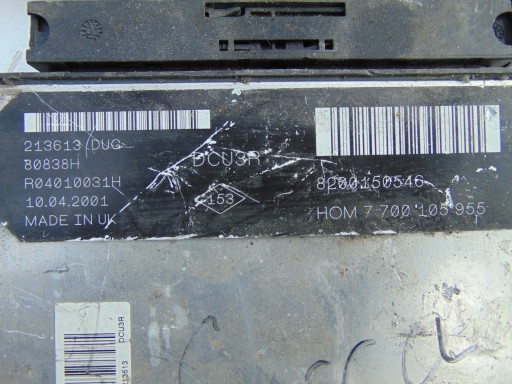 213613 DUG
80838H
R04010031H
10.04.2001
MADE IN UK
DCU3R
153
8200150546
HOM 7 700 105 955
DCU3R
213613